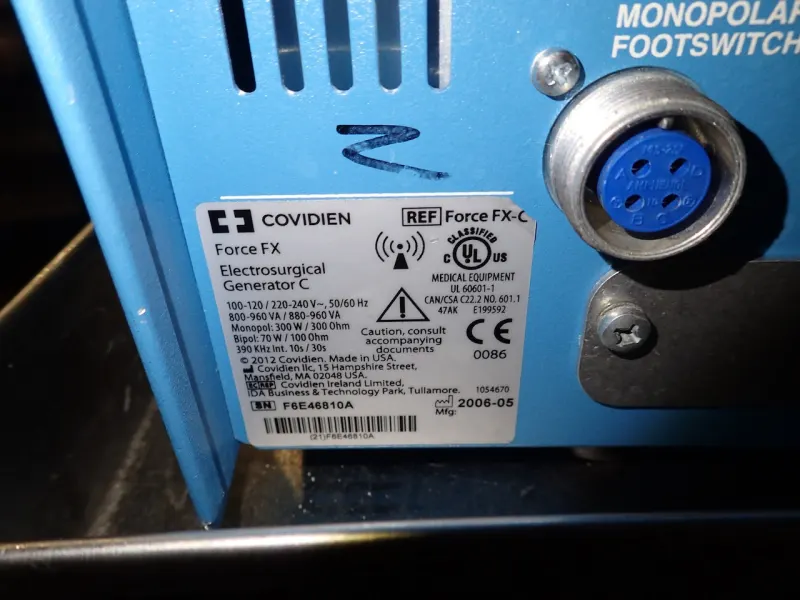 MONOPOLAR
FOOTSWITCH
COVIDIEN
REF Force FX-C
Force FX
Electrosurgical
Generator C
100-120 / 220-240 V~, 50/60 Hz
800-960 VA / 880-960 VA
Monopol: 300 W / 300 Ohm
Bipol: 70 W / 100 Ohm
390 KHz Int. 10s / 30s
CLASSIFIED
C UL US
MEDICAL EQUIPMENT
UL 60601-1
CAN/CSA C22.2 NO. 601.1
47AK E199592
Caution, consult
accompanying
documents
CE
0086
© 2012 Covidien. Made in USA.
Covidien llc, 15 Hampshire Street,
Mansfield, MA 02048 USA.
EC REP Covidien Ireland Limited,
IDA Business & Technology Park, Tullamore.
1054670
SN F6E46810A
Mfg: 2006-05
(21)F6E46810A
A D
B C